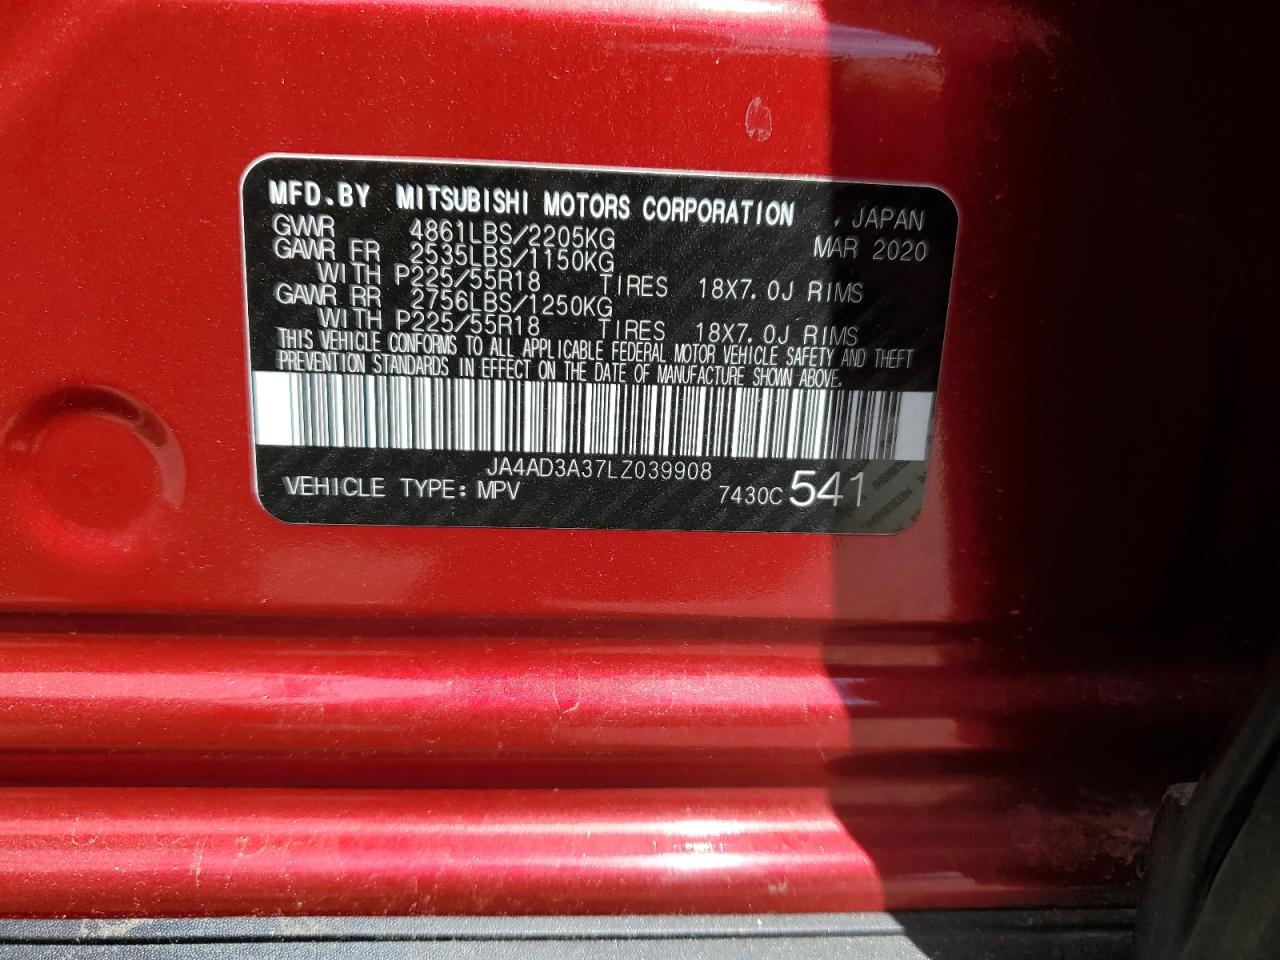 MFD.BY MITSUBISHI MOTORS CORPORATION , JAPAN
GVWR 4861LBS/2205KG MAR 2020
GAWR FR 2535LBS/1150KG
WITH P225/55R18 TIRES 18X7.0J RIMS
GAWR RR 2756LBS/1250KG
WITH P225/55R18 TIRES 18X7.0J RIMS
THIS VEHICLE CONFORMS TO ALL APPLICABLE FEDERAL MOTOR VEHICLE SAFETY AND THEFT
PREVENTION STANDARDS IN EFFECT ON THE DATE OF MANUFACTURE SHOWN ABOVE.
JA4AD3A37LZ039908
VEHICLE TYPE: MPV 7430C 541